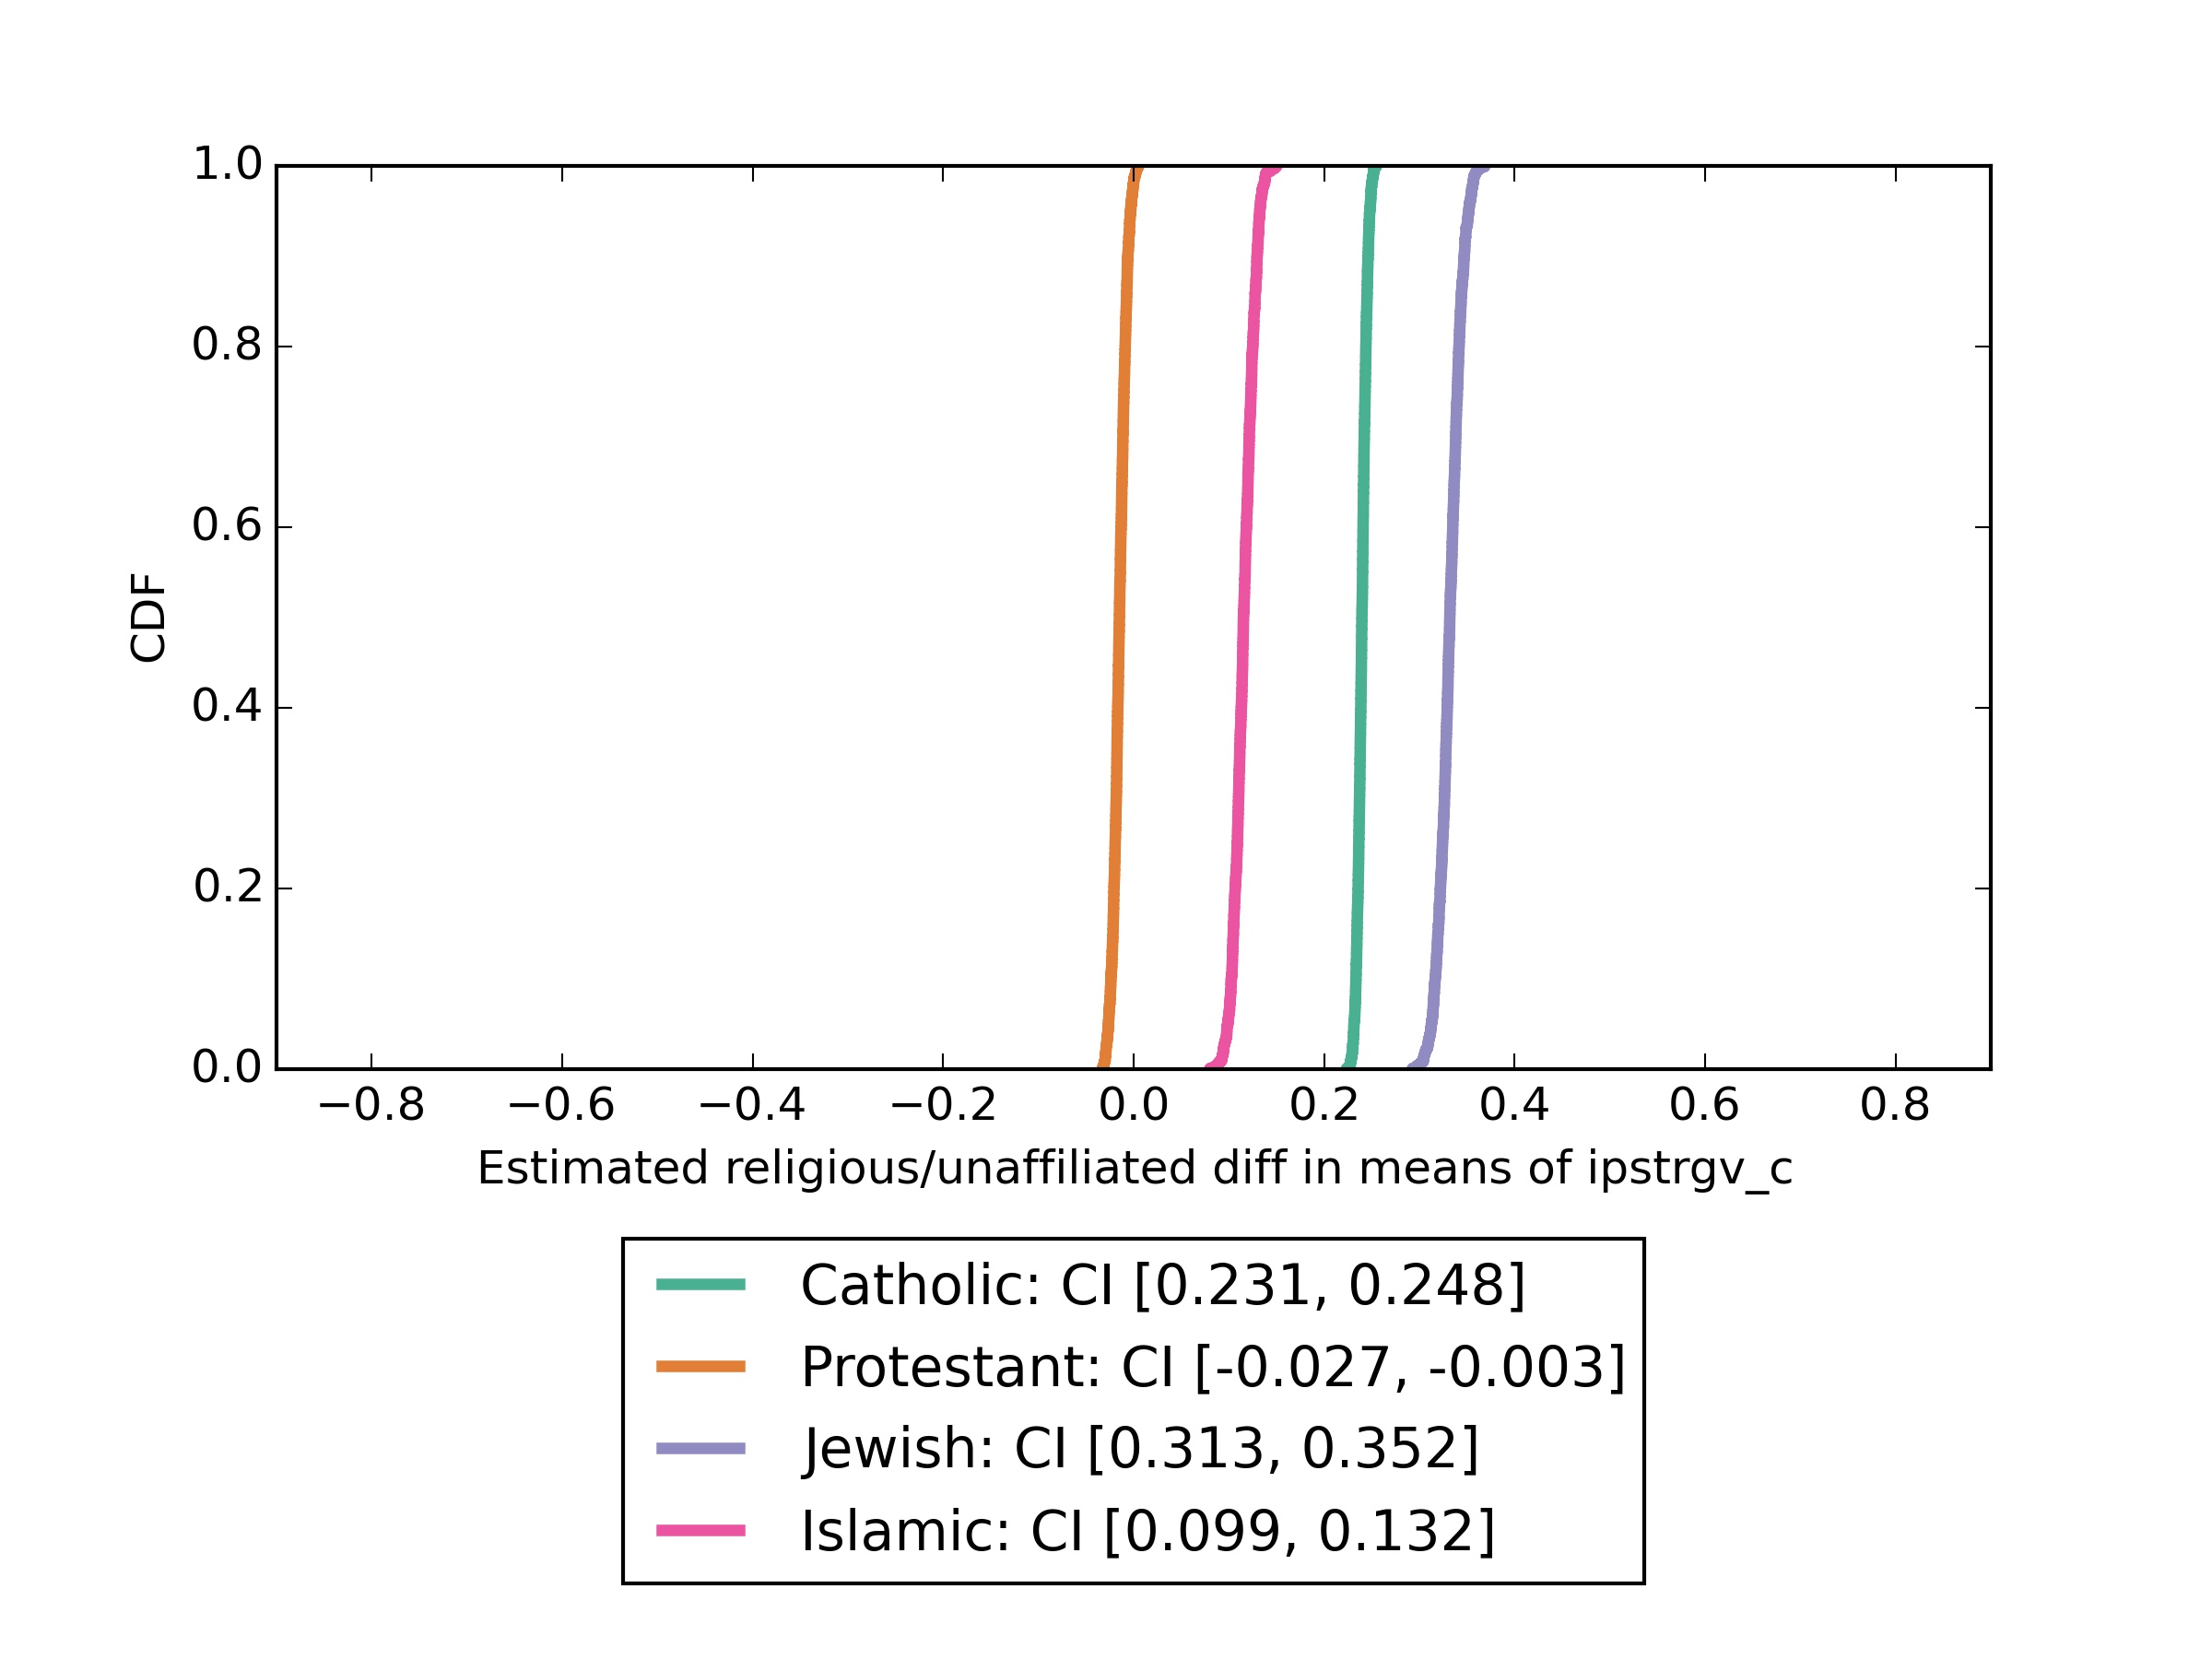 1.0
0.8
0.6
0.4
0.2
0.0
CDF
−0.8 −0.6 −0.4 −0.2 0.0 0.2 0.4 0.6 0.8
Estimated religious/unaffiliated diff in means of ipstrgv_c
Catholic: CI [0.231, 0.248]
Protestant: CI [-0.027, -0.003]
Jewish: CI [0.313, 0.352]
Islamic: CI [0.099, 0.132]